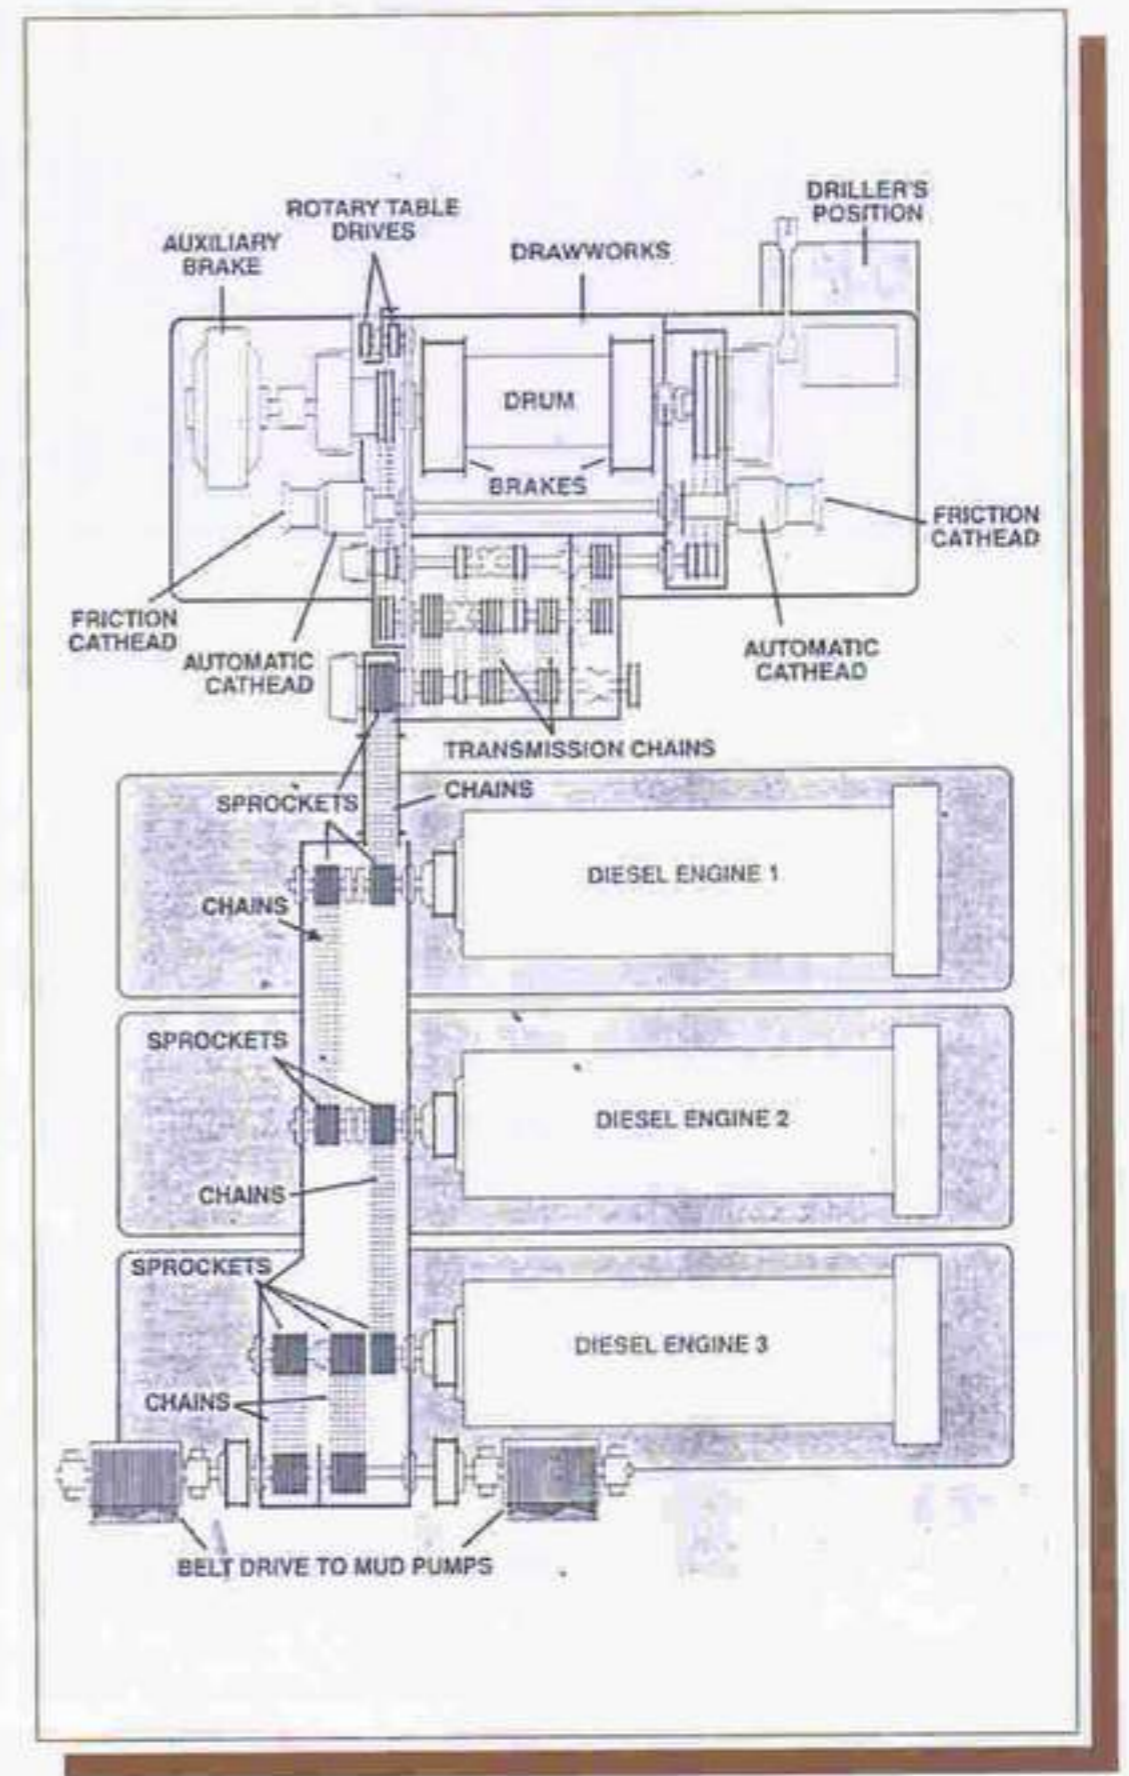 ROTARY TABLE
DRIVES
DRILLER'S
POSITION
AUXILIARY
BRAKE
DRAWWORKS
DRUM
BRAKES
FRICTION
CATHEAD
FRICTION
CATHEAD
AUTOMATIC
CATHEAD
AUTOMATIC
CATHEAD
TRANSMISSION CHAINS
SPROCKETS
CHAINS
DIESEL ENGINE 1
CHAINS
SPROCKETS
DIESEL ENGINE 2
CHAINS
SPROCKETS
DIESEL ENGINE 3
CHAINS
BELT DRIVE TO MUD PUMPS